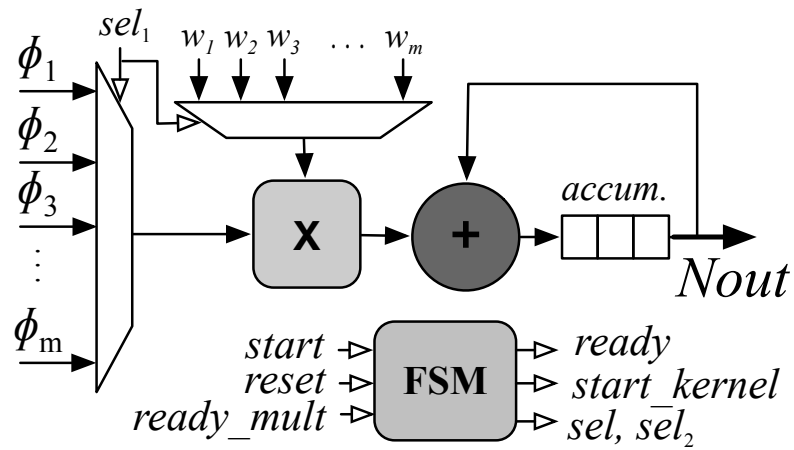 sel₁
w₁ w₂ w₃ ... wₘ
ϕ₁
ϕ₂
ϕ₃
⋮
ϕₘ
X
+
accum.
Nout
start
reset
ready_mult
FSM
ready
start_kernel
sel, sel₂